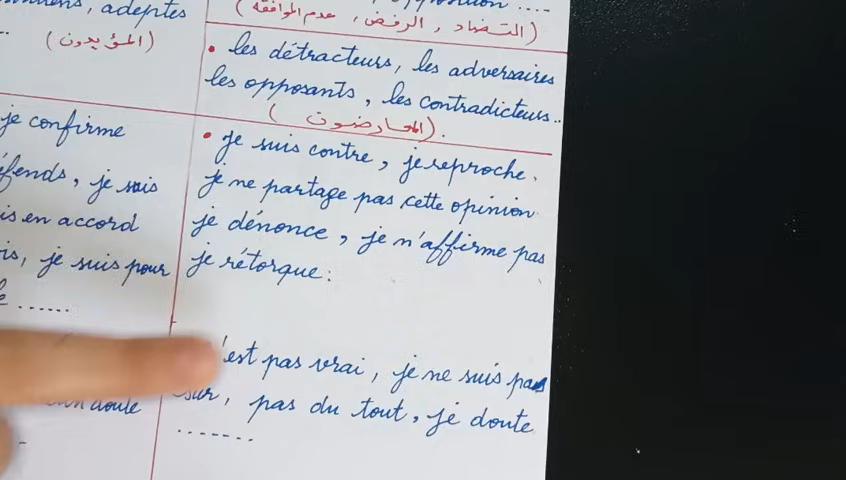 adeptes
(المؤيدون)
je confirme
je suis
en accord
je suis pour
......
doute
(التضاد, الرفض, عدم الموافقة)
• les détracteurs, les adversaires
les opposants, les contradicteurs..
(المعارضون).
• je suis contre, je reproche.
je ne partage pas cette opinion
je dénonce, je n'affirme pas
je rétorque:
'est pas vrai, je ne suis pas
sur, pas du tout, je doute
.......